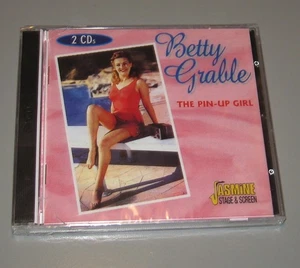 2 CDs
Betty
Grable
THE PIN-UP GIRL
JASMINE
STAGE & SCREEN